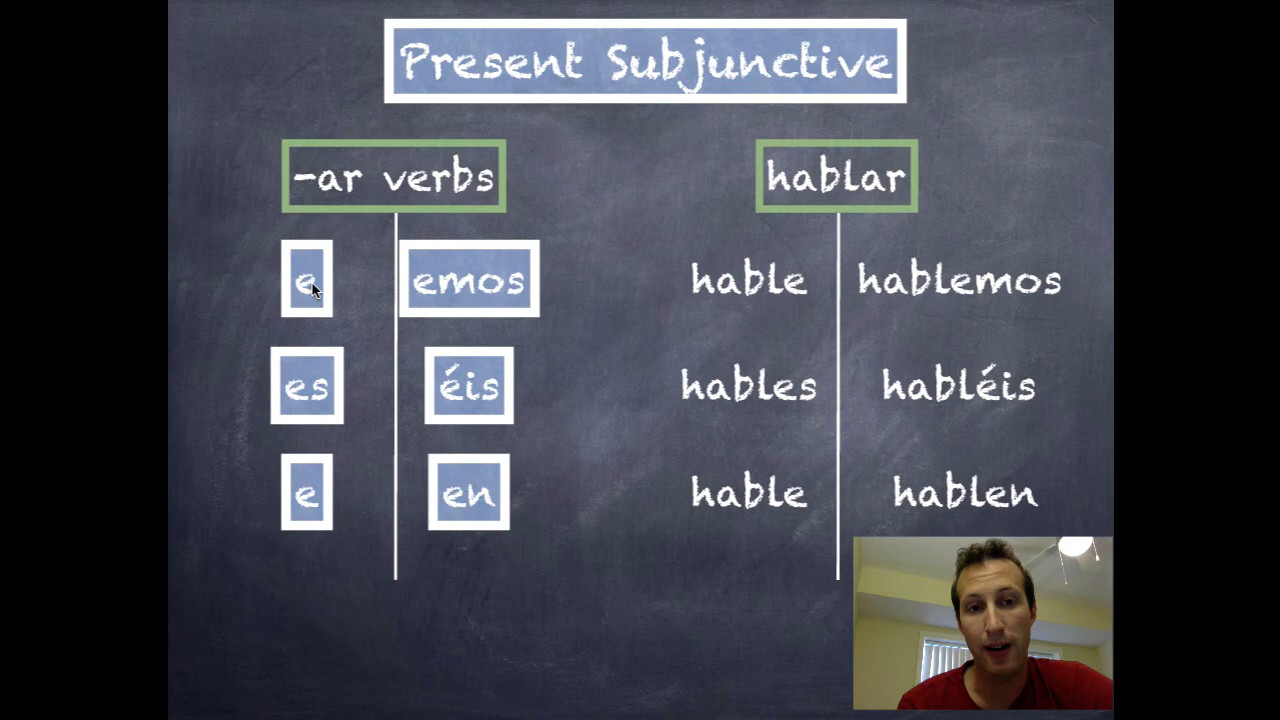 Present Subjunctive
-ar verbs
e emos
es éis
e en
hablar
hable hablemos
hables habléis
hable hablen